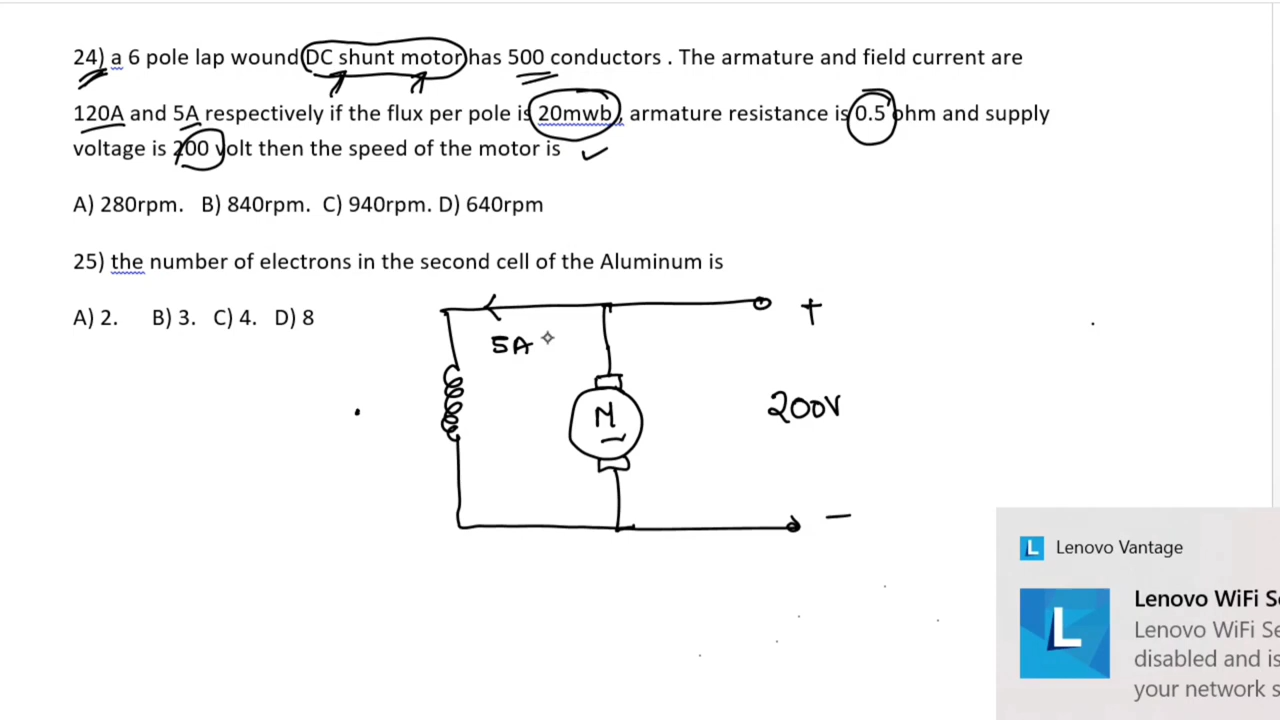 24) a 6 pole lap wound DC shunt motor has 500 conductors . The armature and field current are
120A and 5A respectively if the flux per pole is 20mwb , armature resistance is 0.5 ohm and supply
voltage is 200 volt then the speed of the motor is
A) 280rpm. B) 840rpm. C) 940rpm. D) 640rpm
25) the number of electrons in the second cell of the Aluminum is
A) 2. B) 3. C) 4. D) 8
+
5A
M
200V
−
Lenovo Vantage
Lenovo WiFi Se
Lenovo WiFi Se
disabled and is
your network s